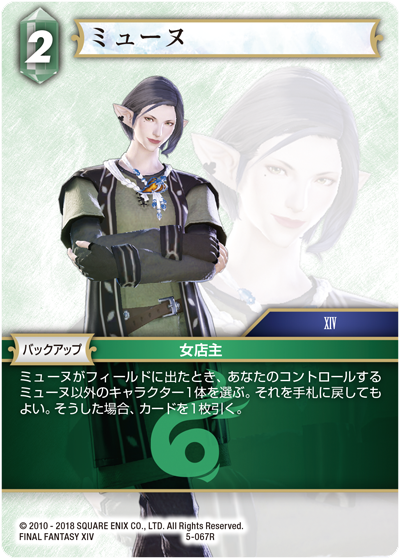 2
ミューヌ
XIV
バックアップ
女店主
ミューヌがフィールドに出たとき、あなたのコントロールする
ミューヌ以外のキャラクター1体を選ぶ。それを手札に戻しても
よい。そうした場合、カードを1枚引く。
6
© 2010 - 2018 SQUARE ENIX CO., LTD. All Rights Reserved.
FINAL FANTASY XIV
5-067R